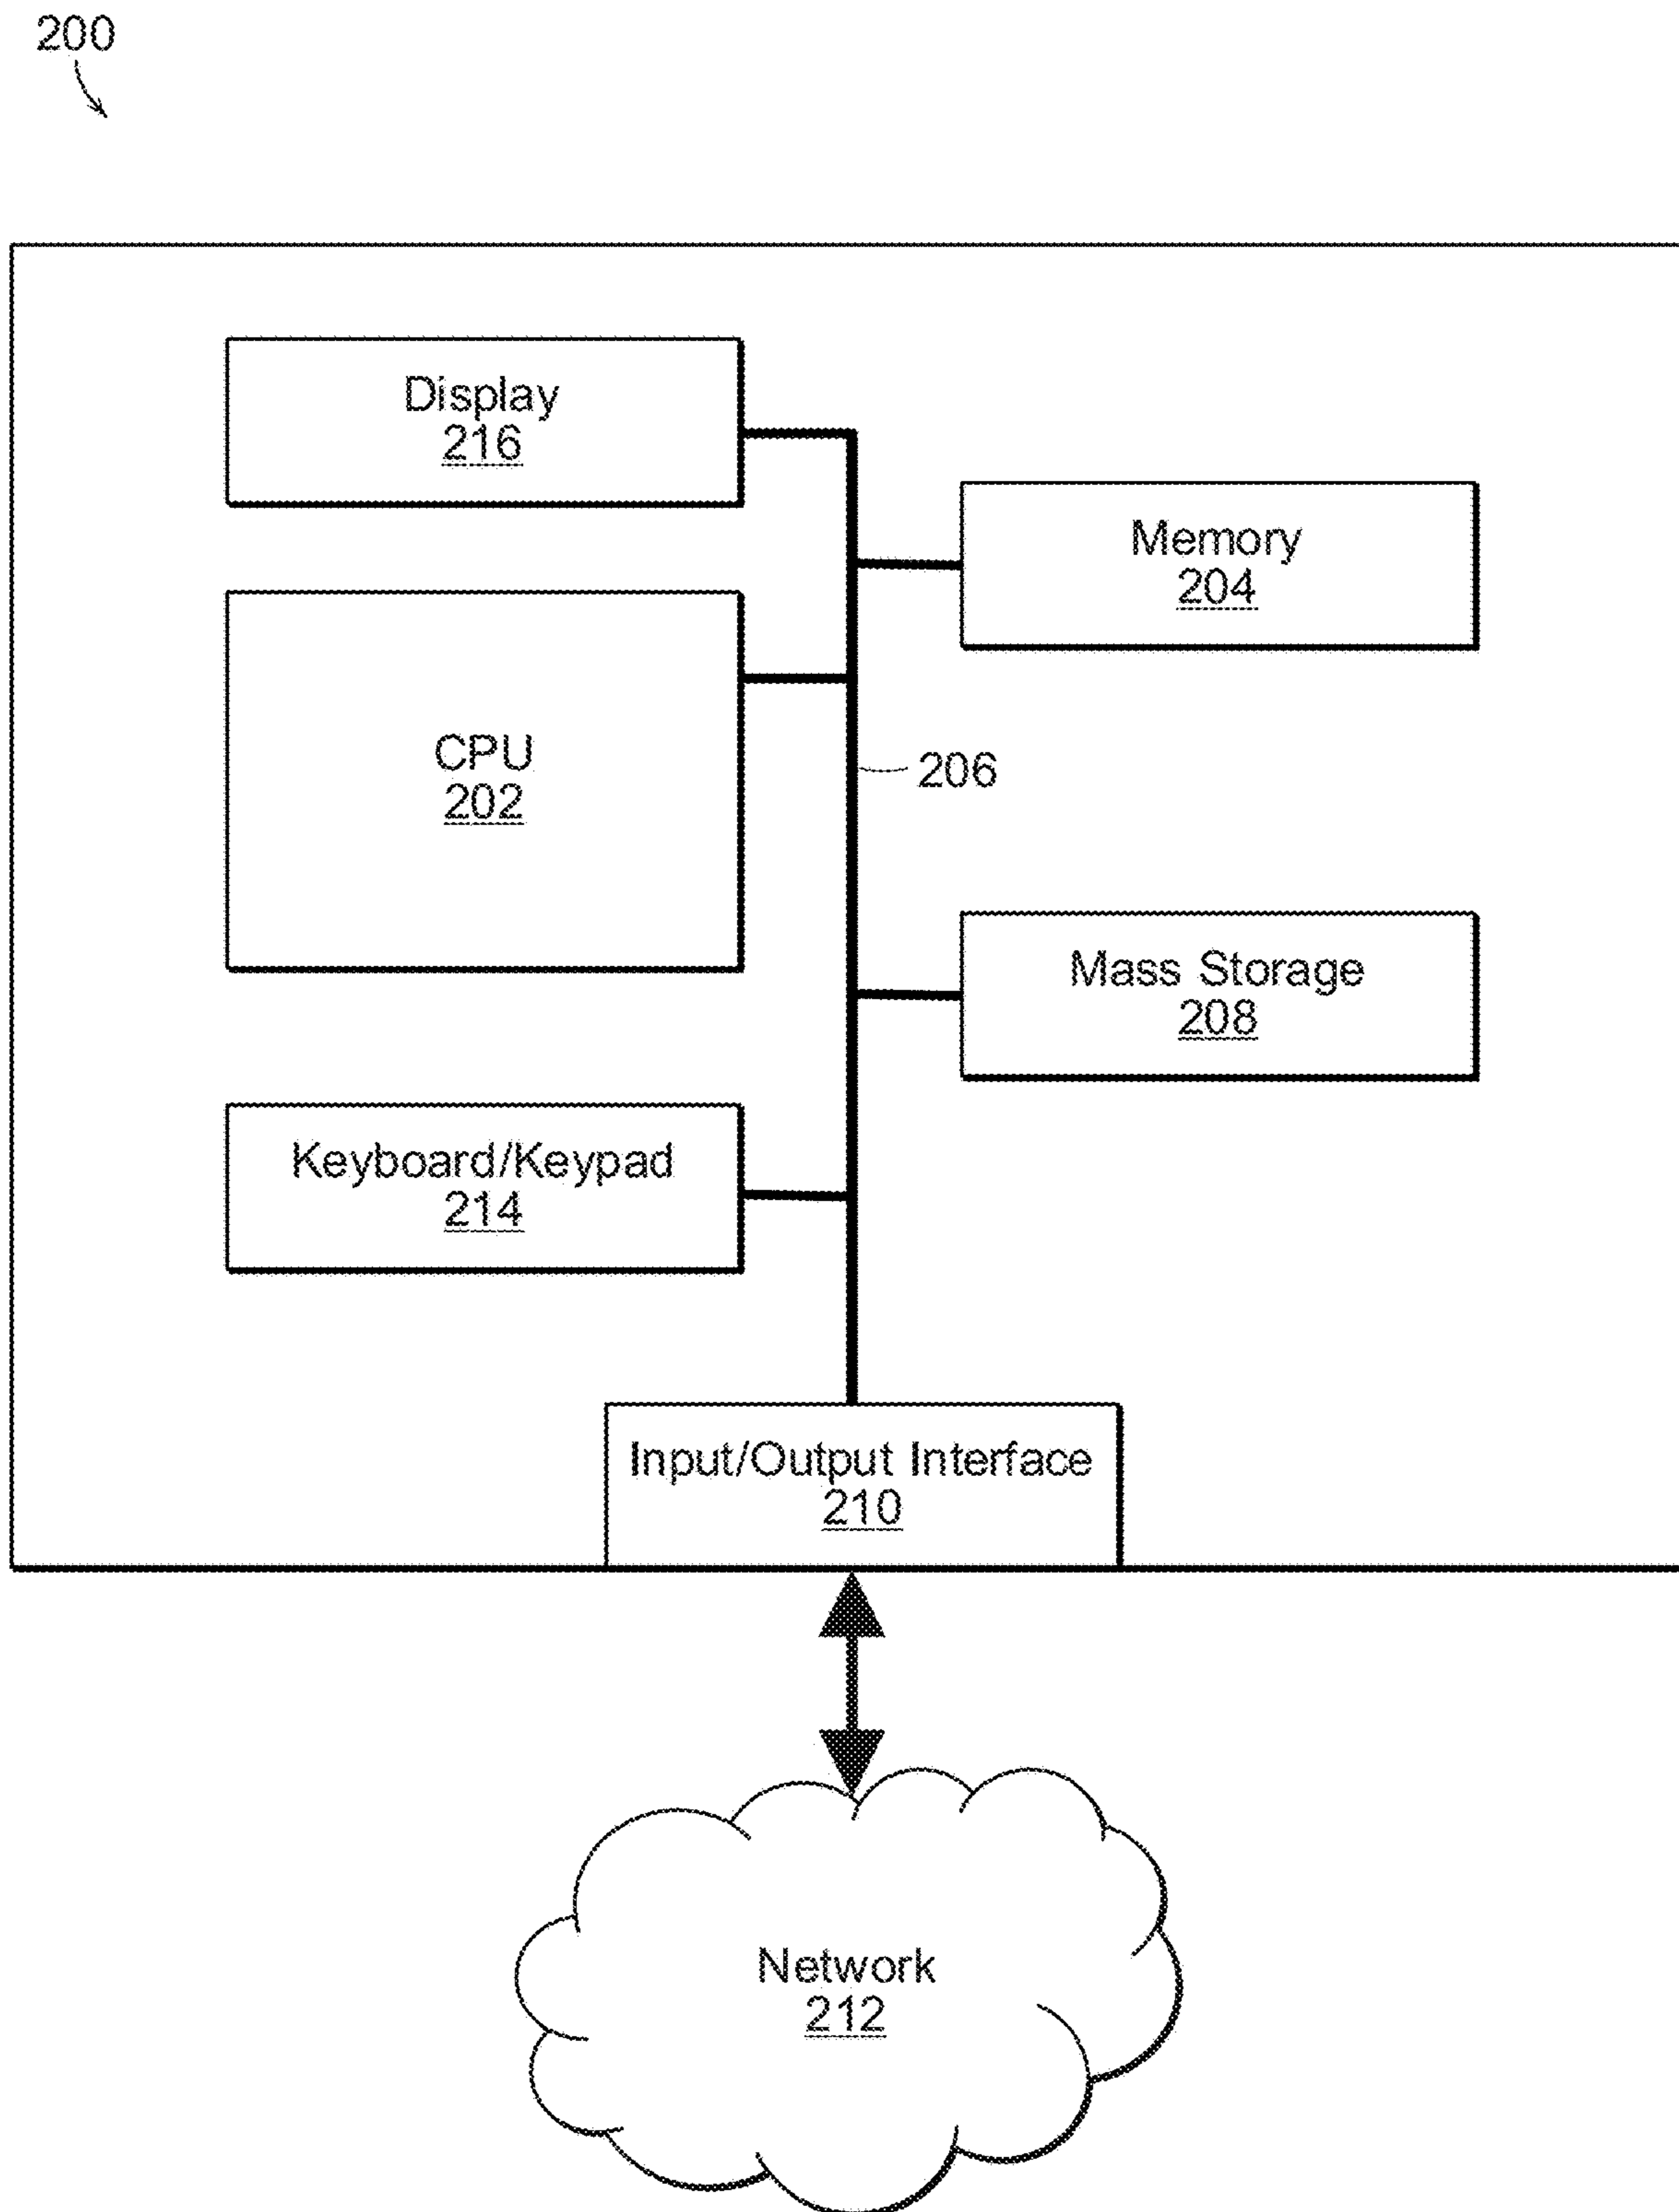 200
Display
216
Memory
204
CPU
202
206
Mass Storage
208
Keyboard/Keypad
214
Input/Output Interface
210
Network
212